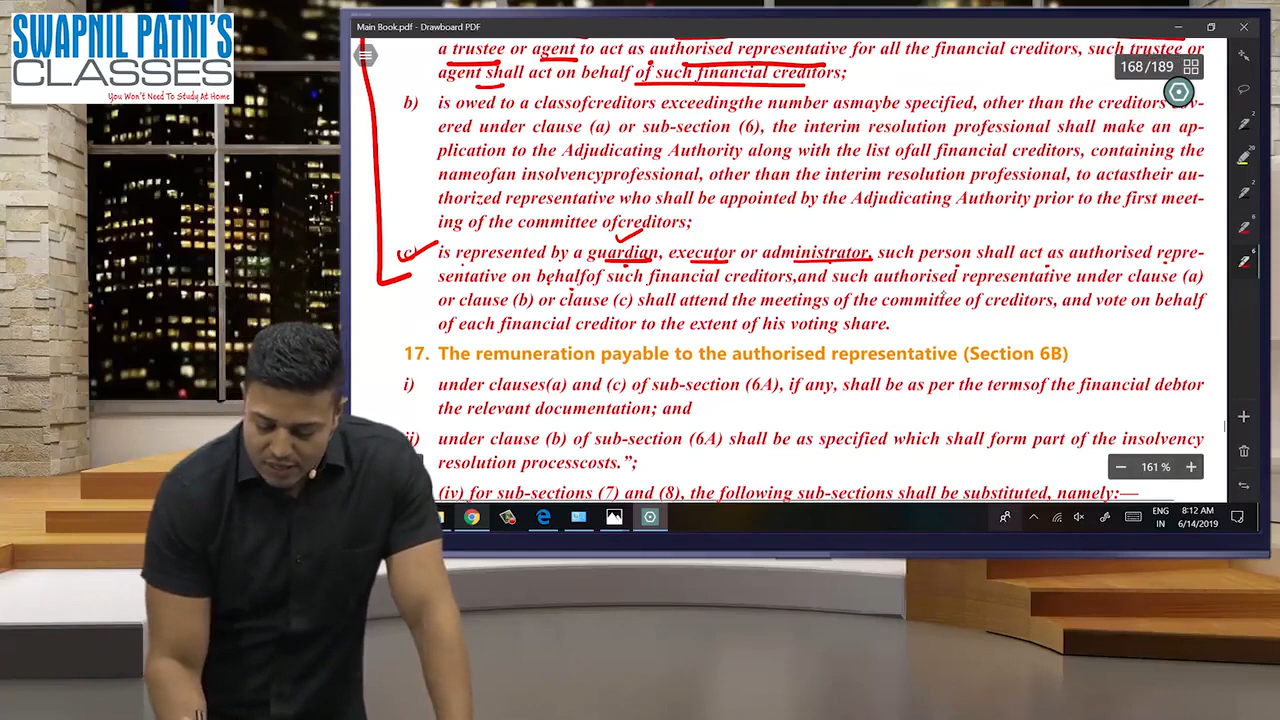 SWAPNIL PATNI'S
CLASSES
You Won't Need To Study At Home
Main Book.pdf - Drawboard PDF
a trustee or agent to act as authorised representative for all the financial creditors, such trustee or
agent shall act on behalf of such financial creditors;
168/189
b) is owed to a classofcreditors exceedingthe number asmaybe specified, other than the creditors
ered under clause (a) or sub-section (6), the interim resolution professional shall make an ap-
plication to the Adjudicating Authority along with the list ofall financial creditors, containing the
nameofan insolvencyprofessional, other than the interim resolution professional, to actastheir au-
thorized representative who shall be appointed by the Adjudicating Authority prior to the first meet-
ing of the committee ofcreditors;
c) is represented by a guardian, executor or administrator, such person shall act as authorised repre-
sentative on behalfof such financial creditors,and such authorised representative under clause (a)
or clause (b) or clause (c) shall attend the meetings of the committee of creditors, and vote on behalf
of each financial creditor to the extent of his voting share.
17. The remuneration payable to the authorised representative (Section 6B)
i) under clauses(a) and (c) of sub-section (6A), if any, shall be as per the termsof the financial debtor
the relevant documentation; and
ii) under clause (b) of sub-section (6A) shall be as specified which shall form part of the insolvency
resolution processcosts.";
161 %
(iv) for sub-sections (7) and (8), the following sub-sections shall be substituted, namely:—
ENG
IN
8:12 AM
6/14/2019